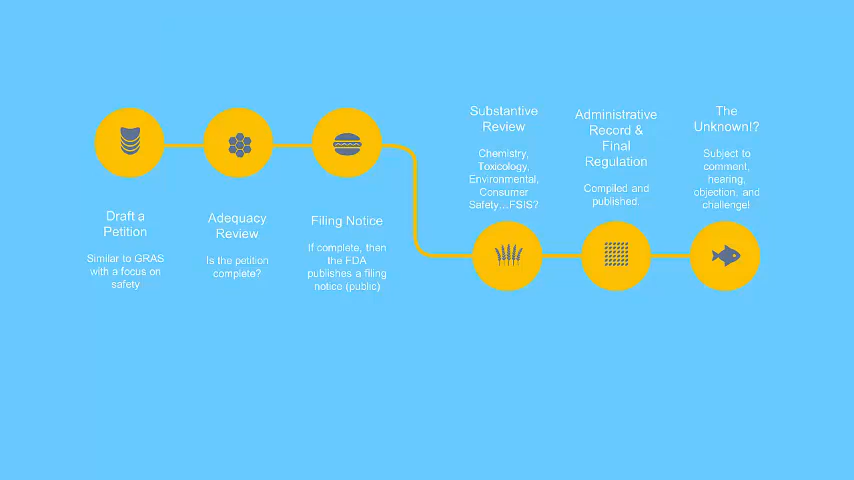 Draft a
Petition
Similar to GRAS
with a focus on
safety
Adequacy
Review
Is the petition
complete?
Filing Notice
If complete, then
the FDA
publishes a filing
notice (public)
Substantive
Review
Chemistry,
Toxicology,
Environmental,
Consumer
Safety…FSIS?
Administrative
Record &
Final
Regulation
Compiled and
published.
The
Unknown!?
Subject to
comment,
hearing,
objection, and
challenge!